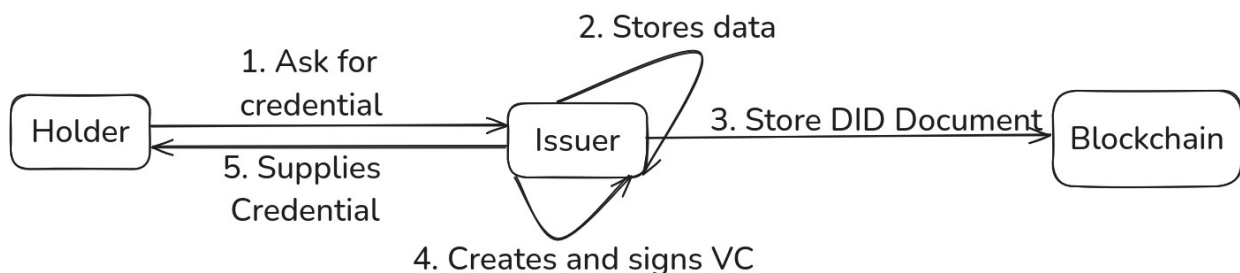 2. Stores data
1. Ask for
credential
Holder
Issuer
3. Store DID Document
Blockchain
5. Supplies
Credential
4. Creates and signs VC